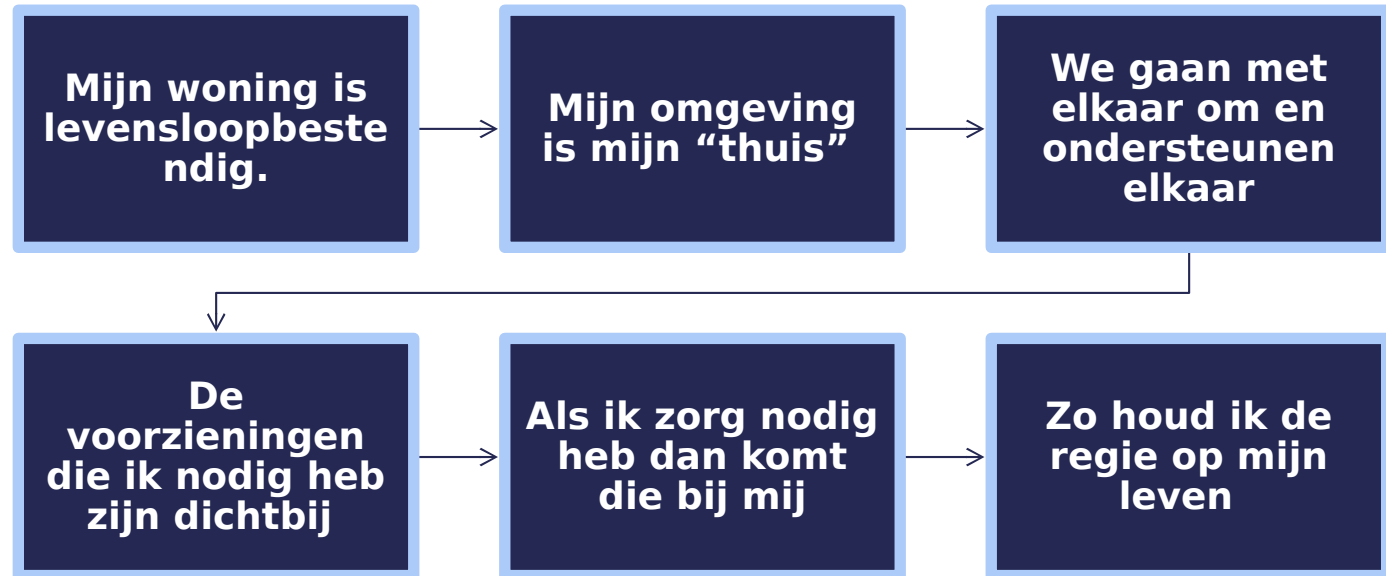 Mijn woning is
levensloopbeste
ndig.
Mijn omgeving
is mijn “thuis”
We gaan met
elkaar om en
ondersteunen
elkaar
De
voorzieningen
die ik nodig heb
zijn dichtbij
Als ik zorg nodig
heb dan komt
die bij mij
Zo houd ik de
regie op mijn
leven